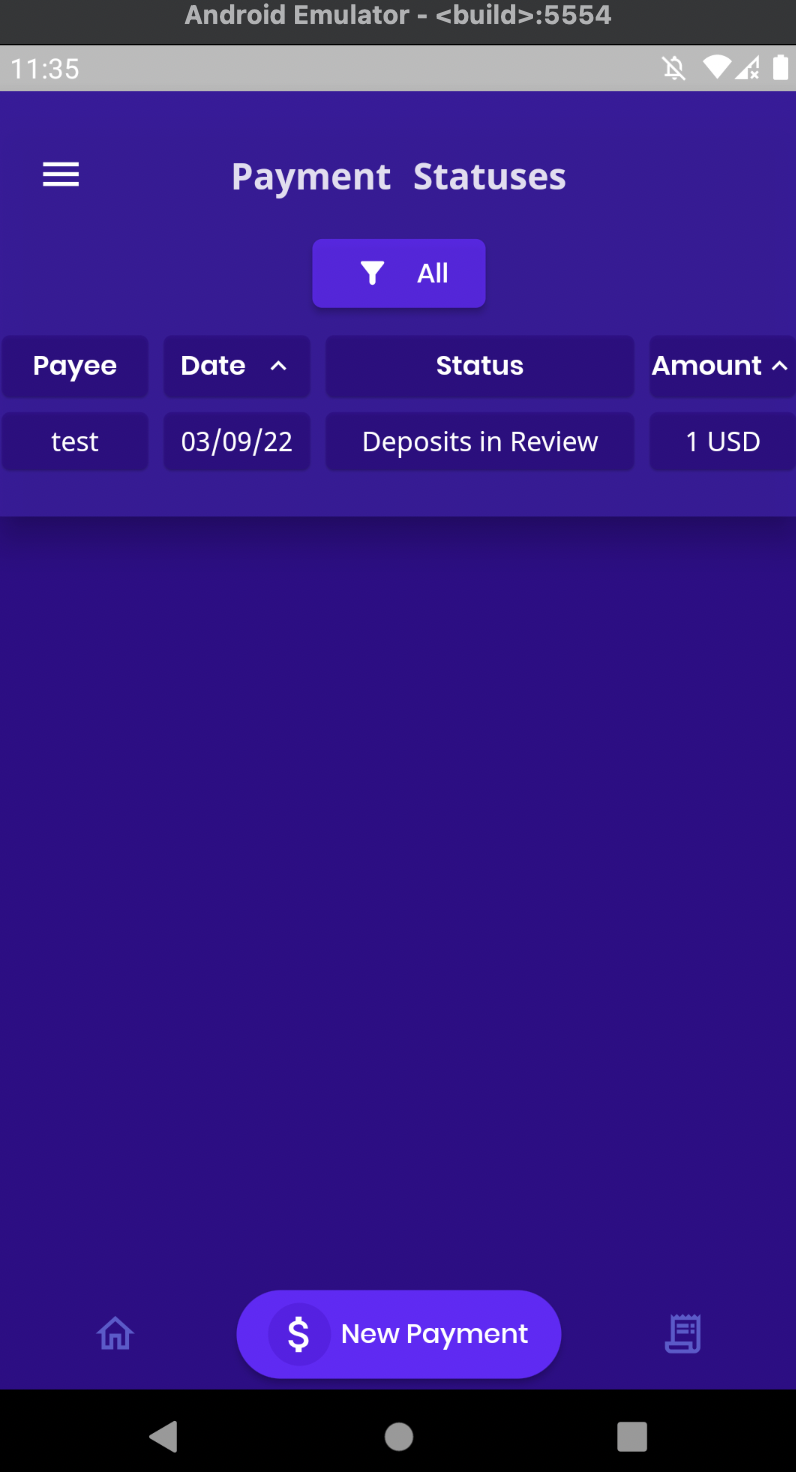 Android Emulator - <build>:5554
11:35
Payment Statuses
All
Payee Date Status Amount
test 03/09/22 Deposits in Review 1 USD
$ New Payment